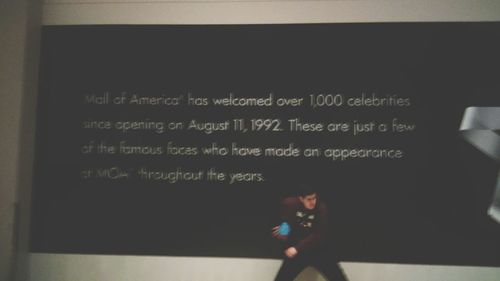 Mall of America® has welcomed over 1,000 celebrities
since opening on August 11, 1992. These are just a few
of the famous faces who have made an appearance
at MOA® throughout the years.